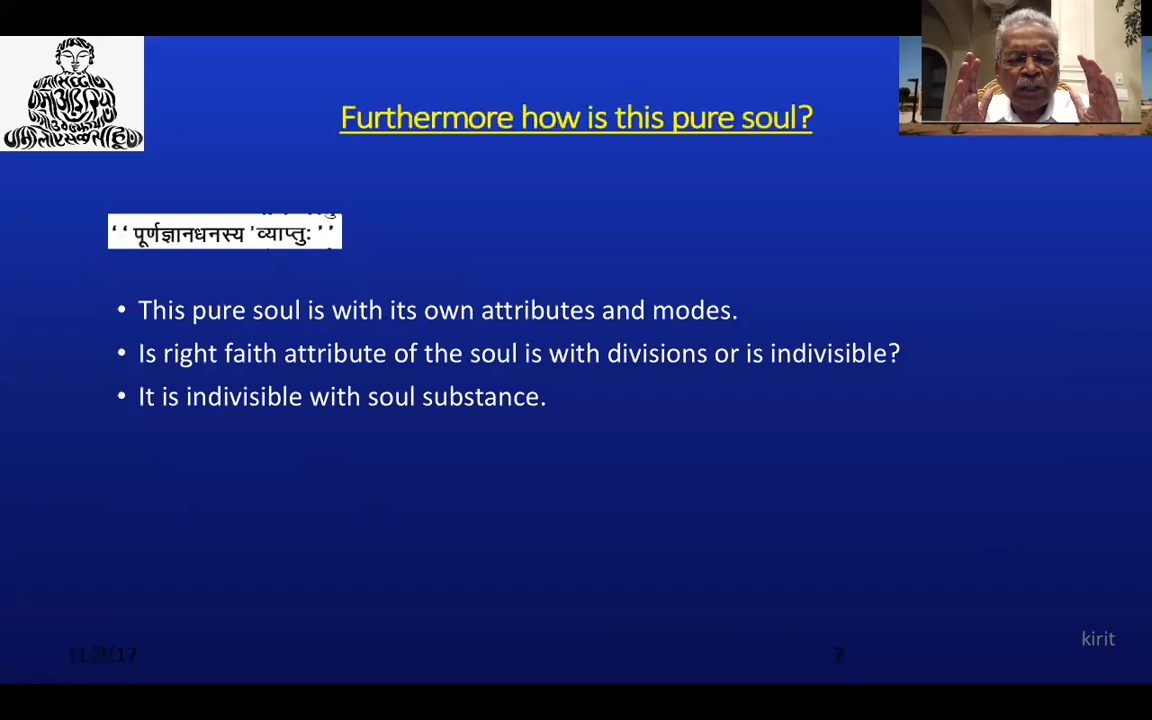 Furthermore how is this pure soul?
‘‘ पूर्णज्ञानधनस्य 'व्याप्तुः ’’
• This pure soul is with its own attributes and modes.
• Is right faith attribute of the soul is with divisions or is indivisible?
• It is indivisible with soul substance.
kirit
7